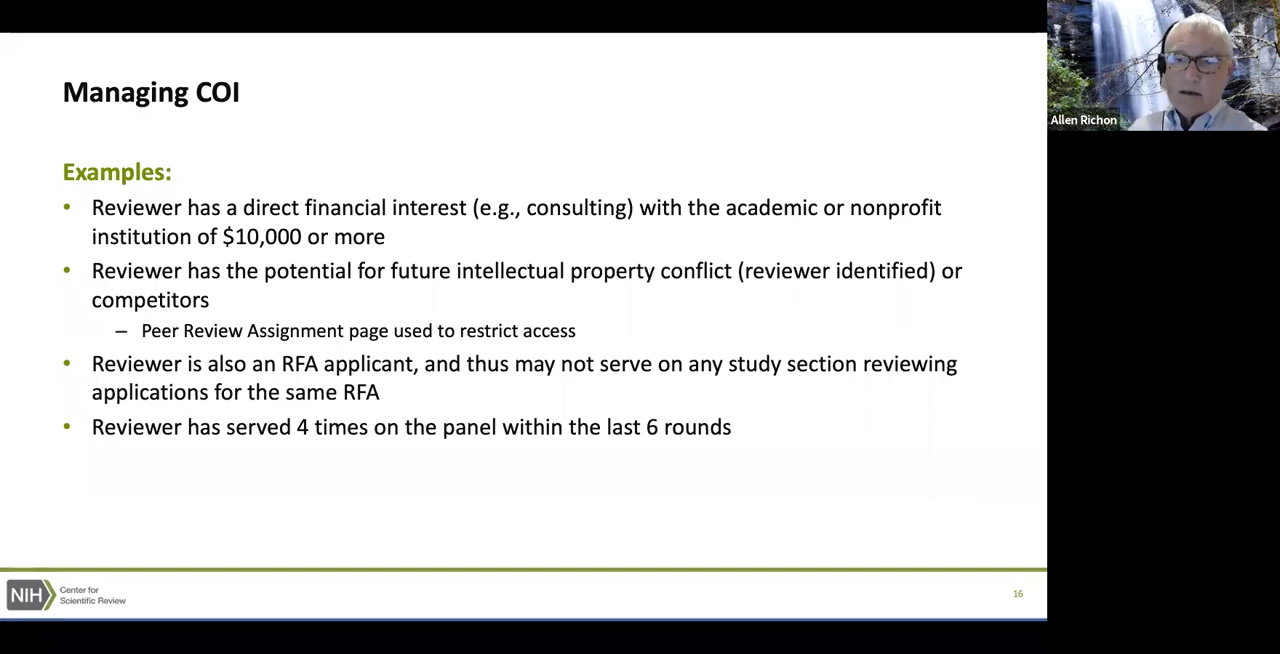 Managing COI
Examples:
• Reviewer has a direct financial interest (e.g., consulting) with the academic or nonprofit
institution of $10,000 or more
• Reviewer has the potential for future intellectual property conflict (reviewer identified) or
competitors
– Peer Review Assignment page used to restrict access
• Reviewer is also an RFA applicant, and thus may not serve on any study section reviewing
applications for the same RFA
• Reviewer has served 4 times on the panel within the last 6 rounds
NIH
Center for
Scientific Review
16
Allen Richon